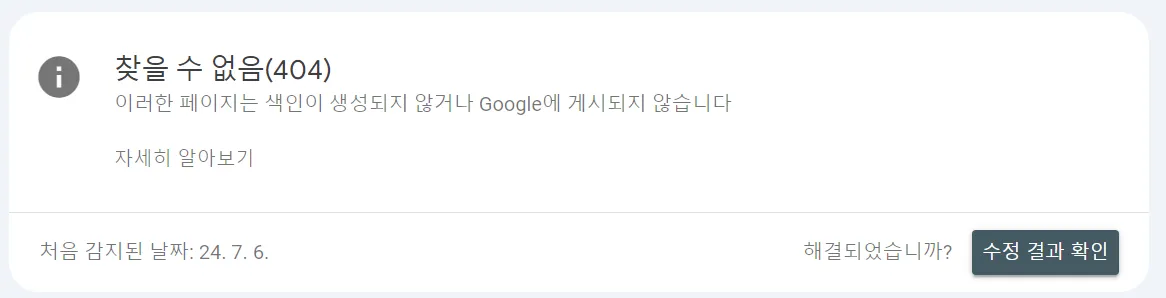 찾을 수 없음(404)
이러한 페이지는 색인이 생성되지 않거나 Google에 게시되지 않습니다
자세히 알아보기
처음 감지된 날짜: 24. 7. 6.
해결되었습니까?
수정 결과 확인